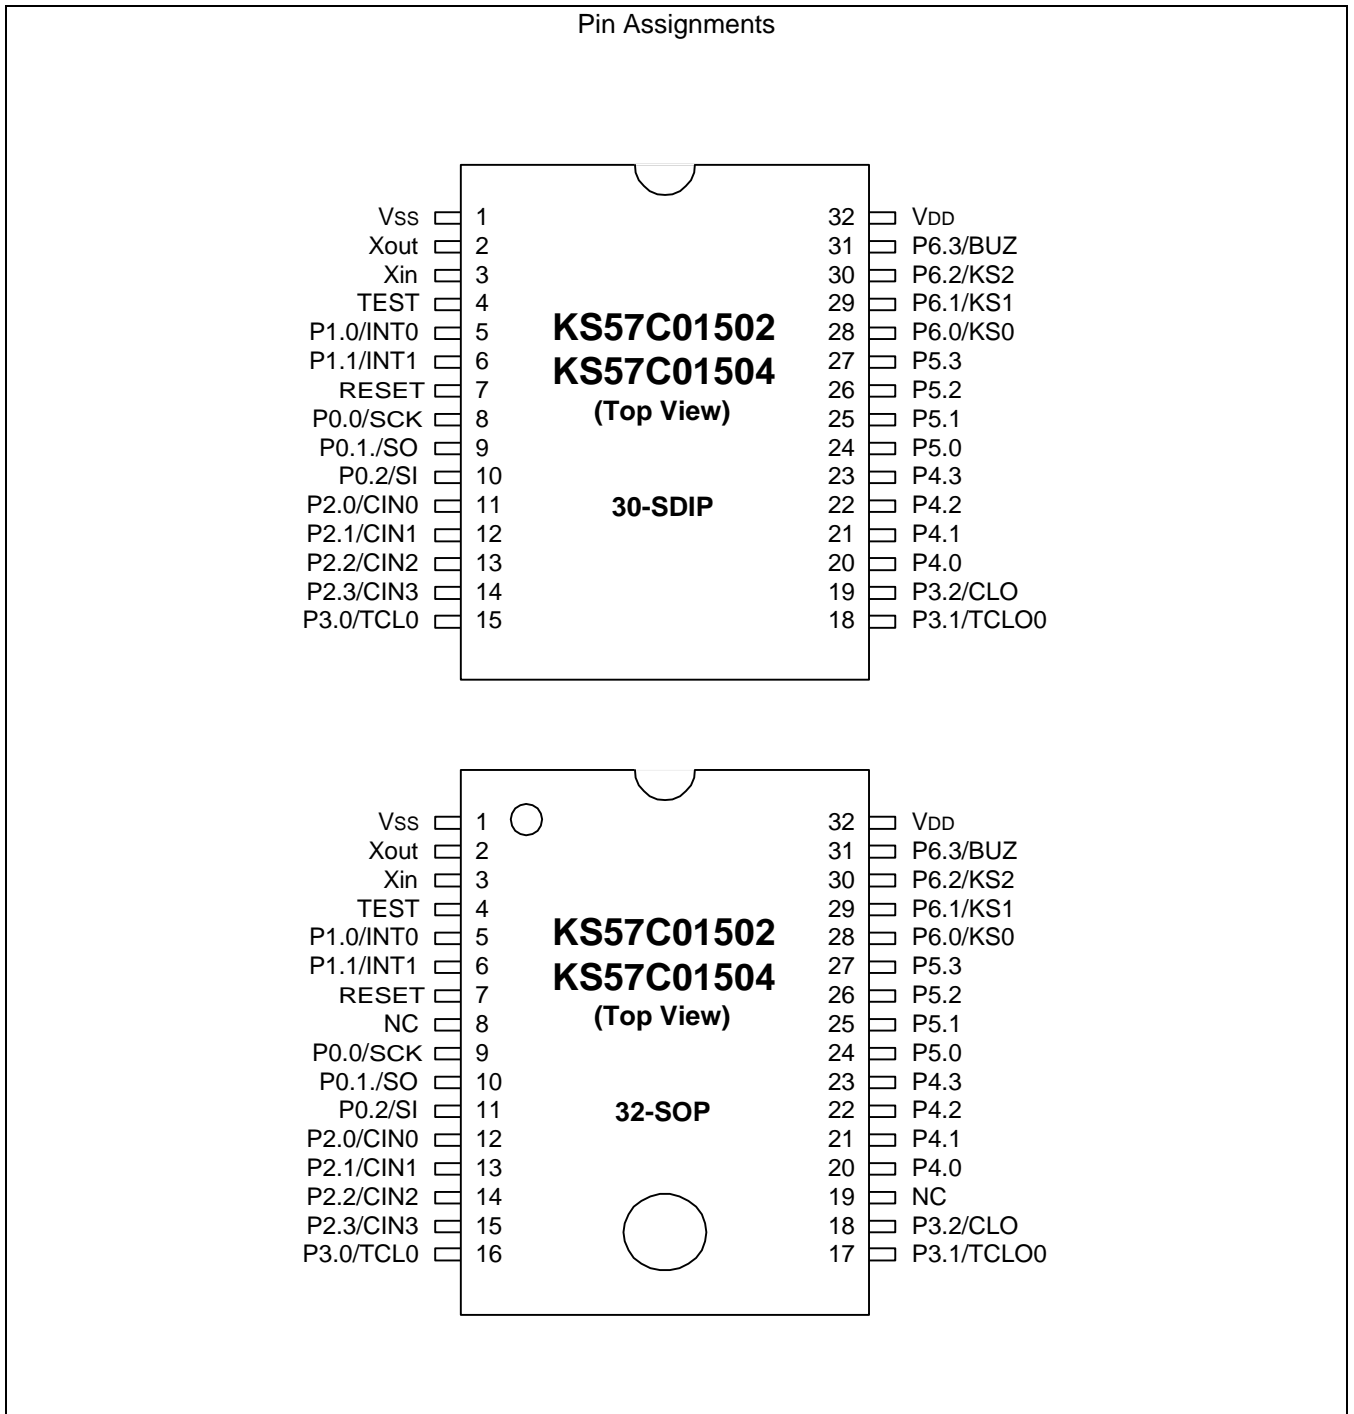 Pin Assignments
Vss 1 32 VDD
Xout 2 31 P6.3/BUZ
Xin 3 30 P6.2/KS2
TEST 4 29 P6.1/KS1
P1.0/INT0 5 KS57C01502 28 P6.0/KS0
P1.1/INT1 6 KS57C01504 27 P5.3
RESET 7 26 P5.2
P0.0/SCK 8 (Top View) 25 P5.1
P0.1./SO 9 24 P5.0
P0.2/SI 10 23 P4.3
P2.0/CIN0 11 30-SDIP 22 P4.2
P2.1/CIN1 12 21 P4.1
P2.2/CIN2 13 20 P4.0
P2.3/CIN3 14 19 P3.2/CLO
P3.0/TCL0 15 18 P3.1/TCLO0
Vss 1 32 VDD
Xout 2 31 P6.3/BUZ
Xin 3 30 P6.2/KS2
TEST 4 29 P6.1/KS1
P1.0/INT0 5 KS57C01502 28 P6.0/KS0
P1.1/INT1 6 KS57C01504 27 P5.3
RESET 7 26 P5.2
NC 8 (Top View) 25 P5.1
P0.0/SCK 9 24 P5.0
P0.1./SO 10 23 P4.3
P0.2/SI 11 32-SOP 22 P4.2
P2.0/CIN0 12 21 P4.1
P2.1/CIN1 13 20 P4.0
P2.2/CIN2 14 19 NC
P2.3/CIN3 15 18 P3.2/CLO
P3.0/TCL0 16 17 P3.1/TCLO0